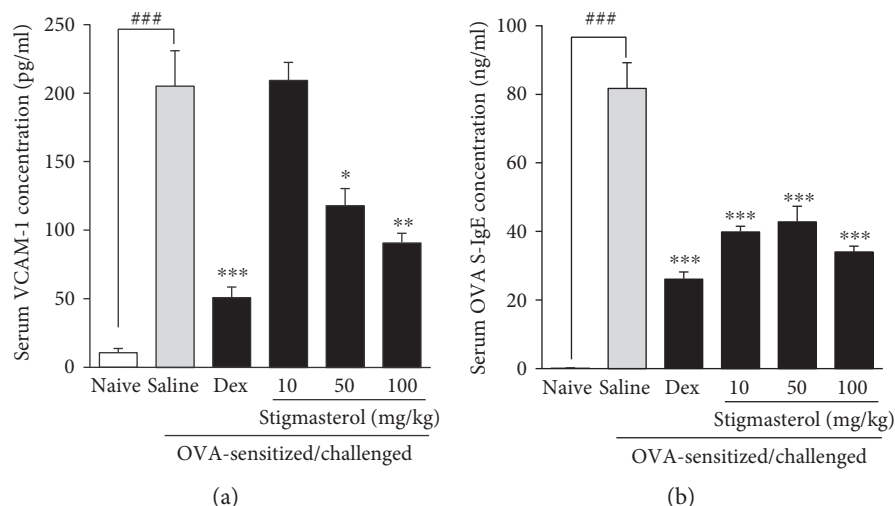 Serum VCAM-1 concentration (pg/ml)
250
200
150
100
50
0
###
***
*
**
Naive Saline Dex 10 50 100
Stigmasterol (mg/kg)
OVA-sensitized/challenged
(a)
Serum OVA S-IgE concentration (ng/ml)
100
80
60
40
20
0
###
***
***
***
***
Naive Saline Dex 10 50 100
Stigmasterol (mg/kg)
OVA-sensitized/challenged
(b)